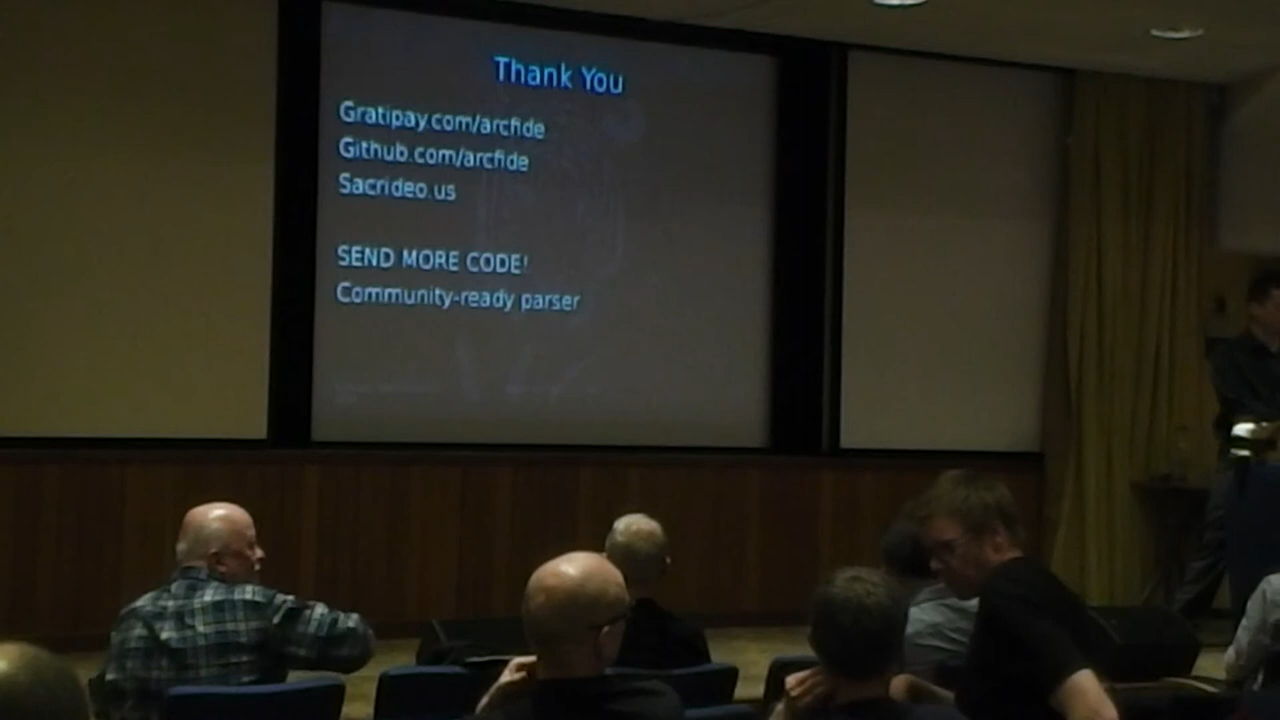 Thank You
Gratipay.com/arcfide
Github.com/arcfide
Sacrideo.us
SEND MORE CODE!
Community-ready parser